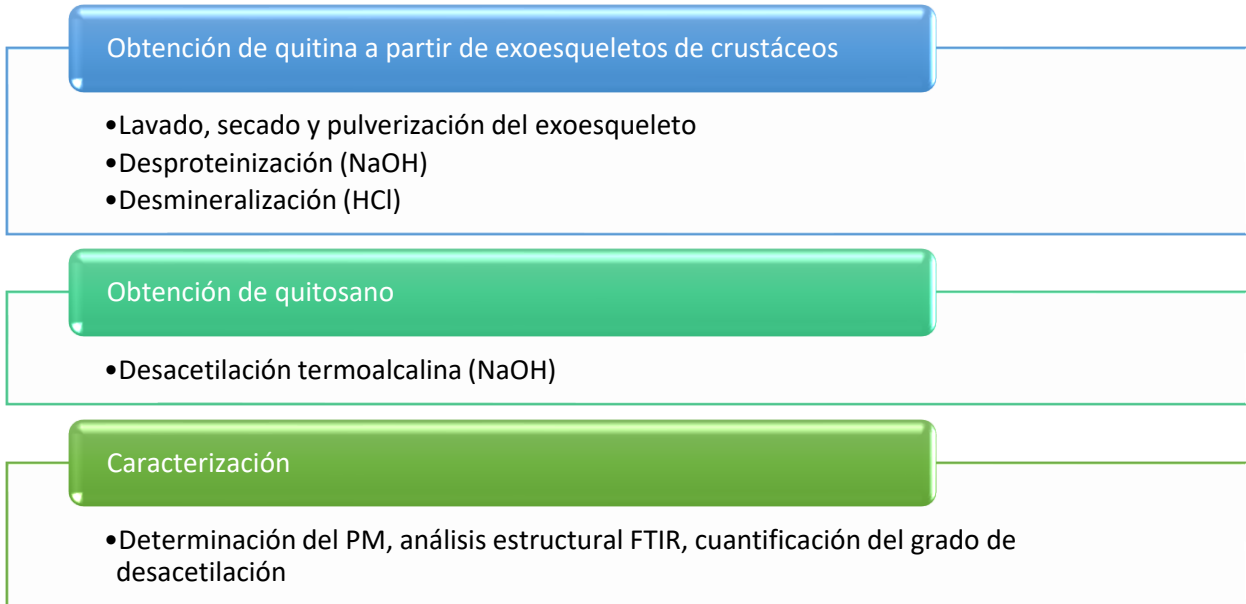 Obtención de quitina a partir de exoesqueletos de crustáceos
•Lavado, secado y pulverización del exoesqueleto
•Desproteinización (NaOH)
•Desmineralización (HCl)
Obtención de quitosano
•Desacetilación termoalcalina (NaOH)
Caracterización
•Determinación del PM, análisis estructural FTIR, cuantificación del grado de
desacetilación